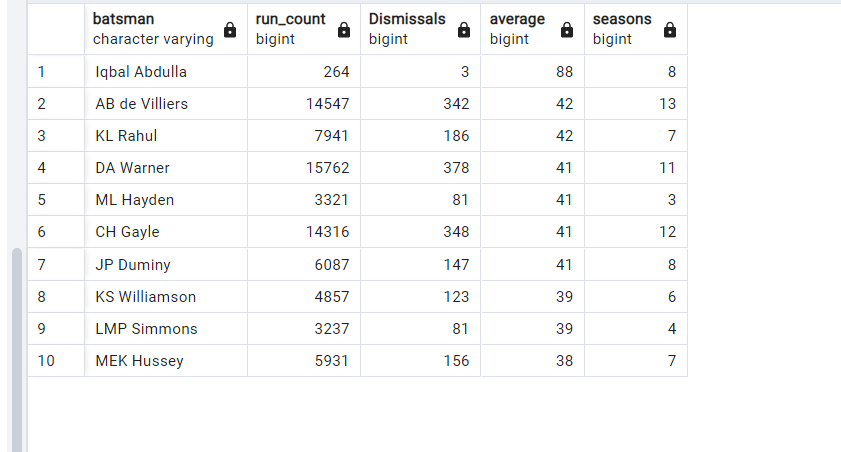 batsman run_count Dismissals average seasons
character varying bigint bigint bigint bigint
1 Iqbal Abdulla 264 3 88 8
2 AB de Villiers 14547 342 42 13
3 KL Rahul 7941 186 42 7
4 DA Warner 15762 378 41 11
5 ML Hayden 3321 81 41 3
6 CH Gayle 14316 348 41 12
7 JP Duminy 6087 147 41 8
8 KS Williamson 4857 123 39 6
9 LMP Simmons 3237 81 39 4
10 MEK Hussey 5931 156 38 7